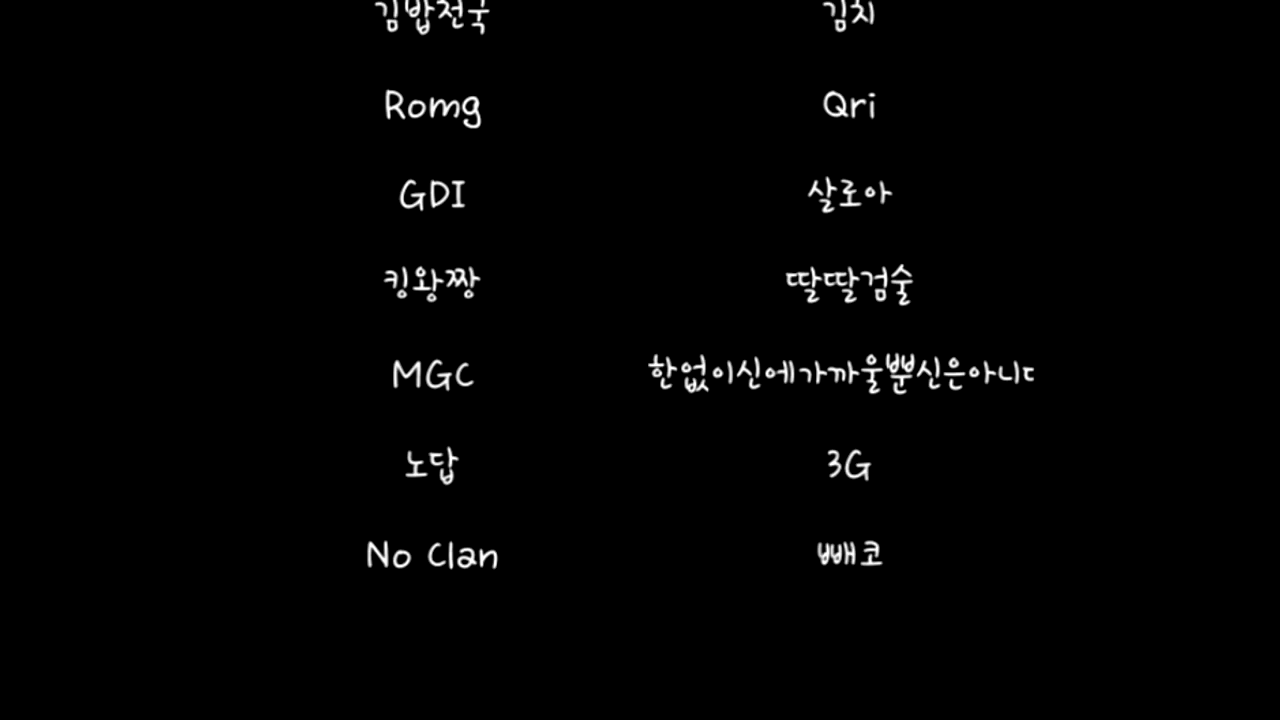 김밥천국 김치
Romg Qri
GDI 살로아
킹왕짱 딸딸검술
MGC 한없이신에가까울뿐신은아니ㄷ
노답 3G
No Clan 빼코